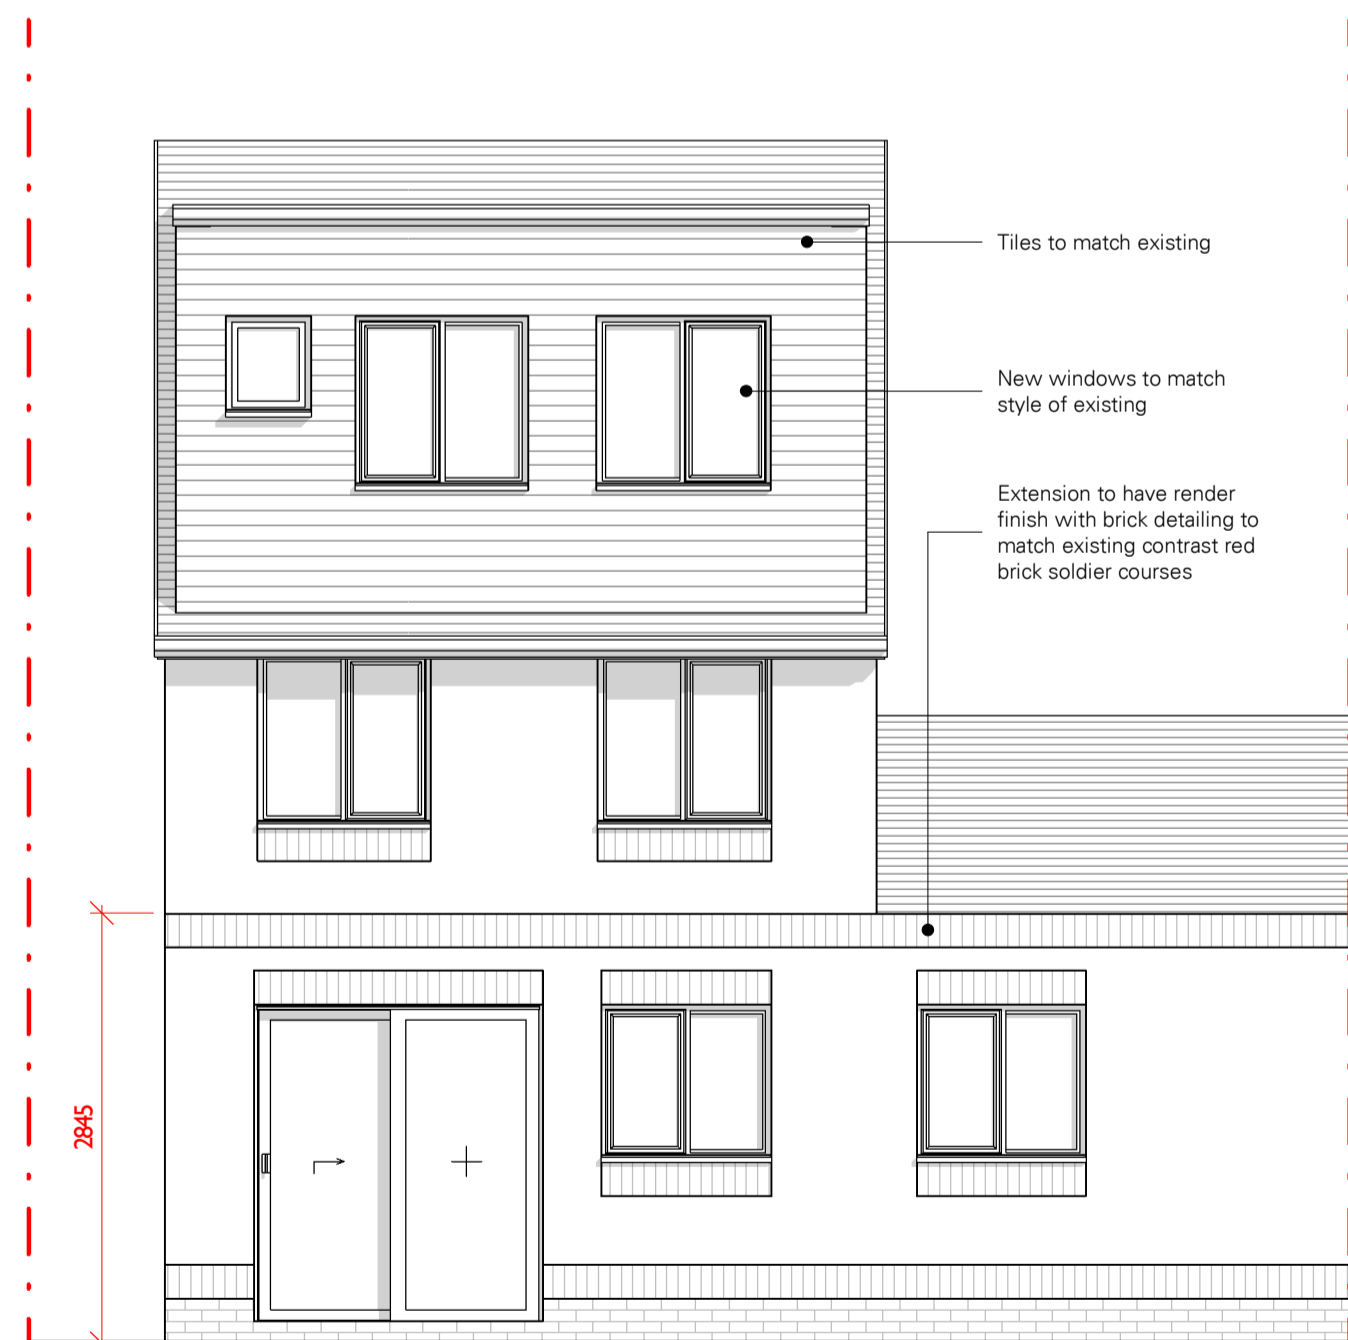 Tiles to match existing
New windows to match
style of existing
Extension to have render
finish with brick detailing to
match existing contrast red
brick soldier courses
2845